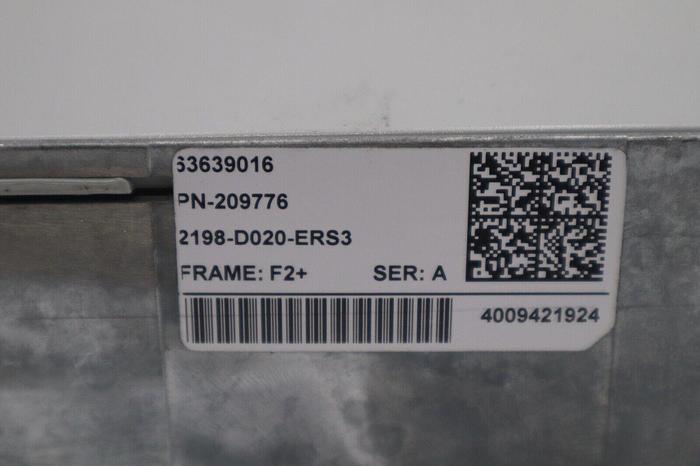 63639016
PN-209776
2198-D020-ERS3
FRAME: F2+ SER: A
4009421924